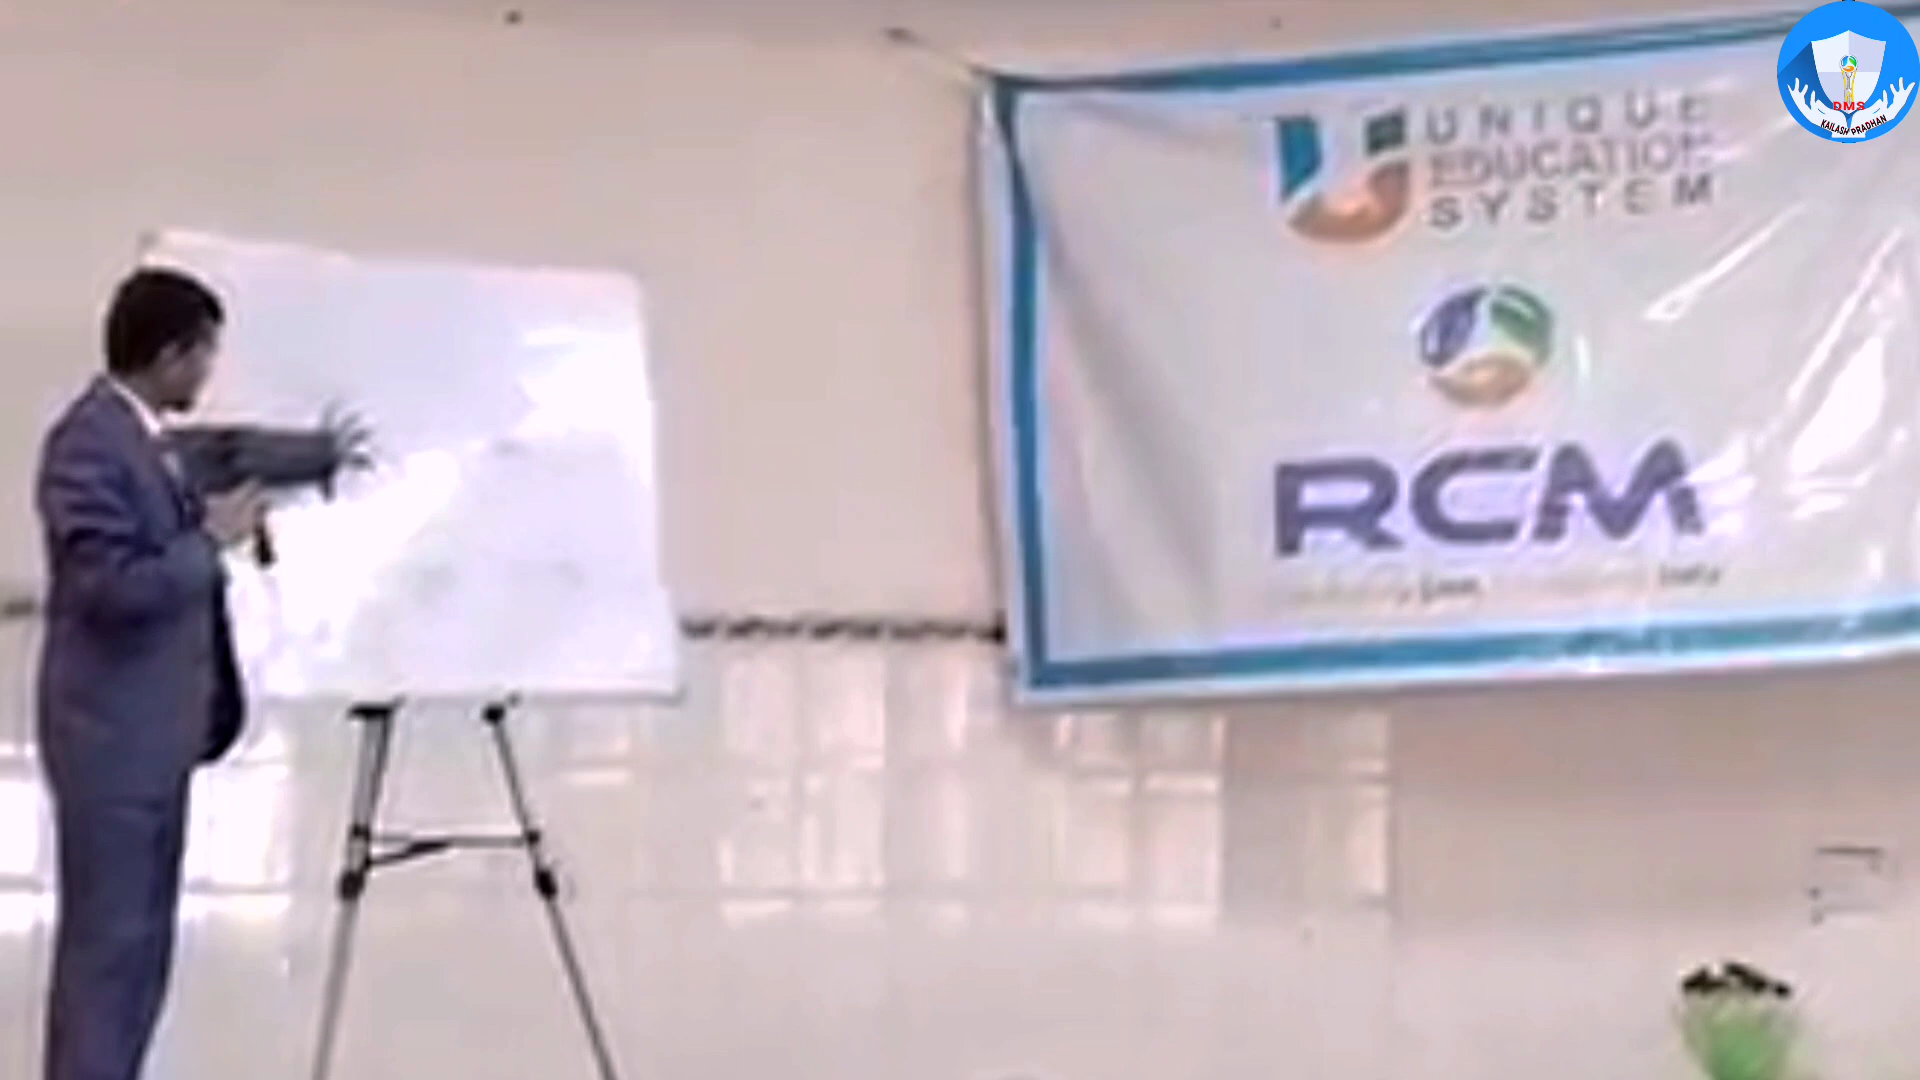 UNIQUE
EDUCATION
SYSTEM
RCM
DMS
KAILASH PRADHAN